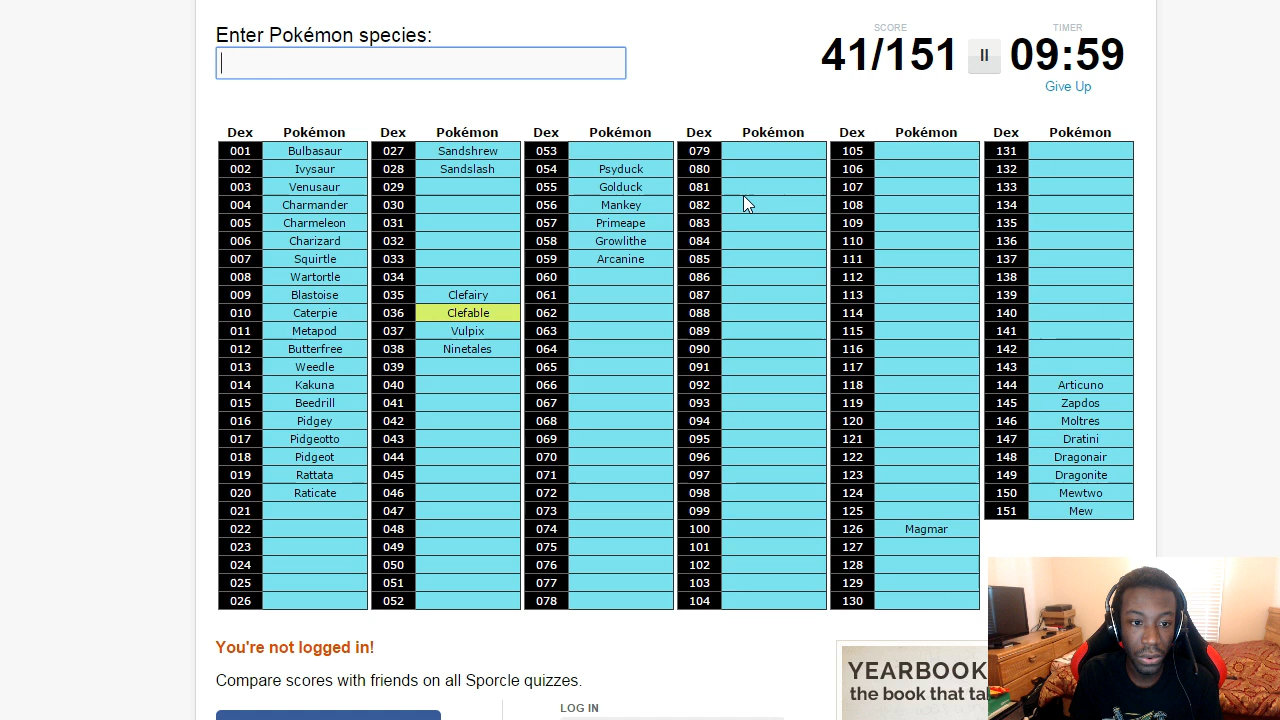 Enter Pokémon species:
SCORE
41/151
TIMER
09:59
Give Up
Dex Pokémon Dex Pokémon Dex Pokémon Dex Pokémon Dex Pokémon Dex Pokémon
001 Bulbasaur 027 Sandshrew 053 079 105 131
002 Ivysaur 028 Sandslash 054 Psyduck 080 106 132
003 Venusaur 029 055 Golduck 081 107 133
004 Charmander 030 056 Mankey 082 108 134
005 Charmeleon 031 057 Primeape 083 109 135
006 Charizard 032 058 Growlithe 084 110 136
007 Squirtle 033 059 Arcanine 085 111 137
008 Wartortle 034 060 086 112 138
009 Blastoise 035 Clefairy 061 087 113 139
010 Caterpie 036 Clefable 062 088 114 140
011 Metapod 037 Vulpix 063 089 115 141
012 Butterfree 038 Ninetales 064 090 116 142
013 Weedle 039 065 091 117 143
014 Kakuna 040 066 092 118 144 Articuno
015 Beedrill 041 067 093 119 145 Zapdos
016 Pidgey 042 068 094 120 146 Moltres
017 Pidgeotto 043 069 095 121 147 Dratini
018 Pidgeot 044 070 096 122 148 Dragonair
019 Rattata 045 071 097 123 149 Dragonite
020 Raticate 046 072 098 124 150 Mewtwo
021 047 073 099 125 151 Mew
022 048 074 100 126 Magmar
023 049 075 101 127
024 050 076 102 128
025 051 077 103 129
026 052 078 104 130
You're not logged in!
Compare scores with friends on all Sporcle quizzes.
LOG IN
YEARBOOK
the book that ta